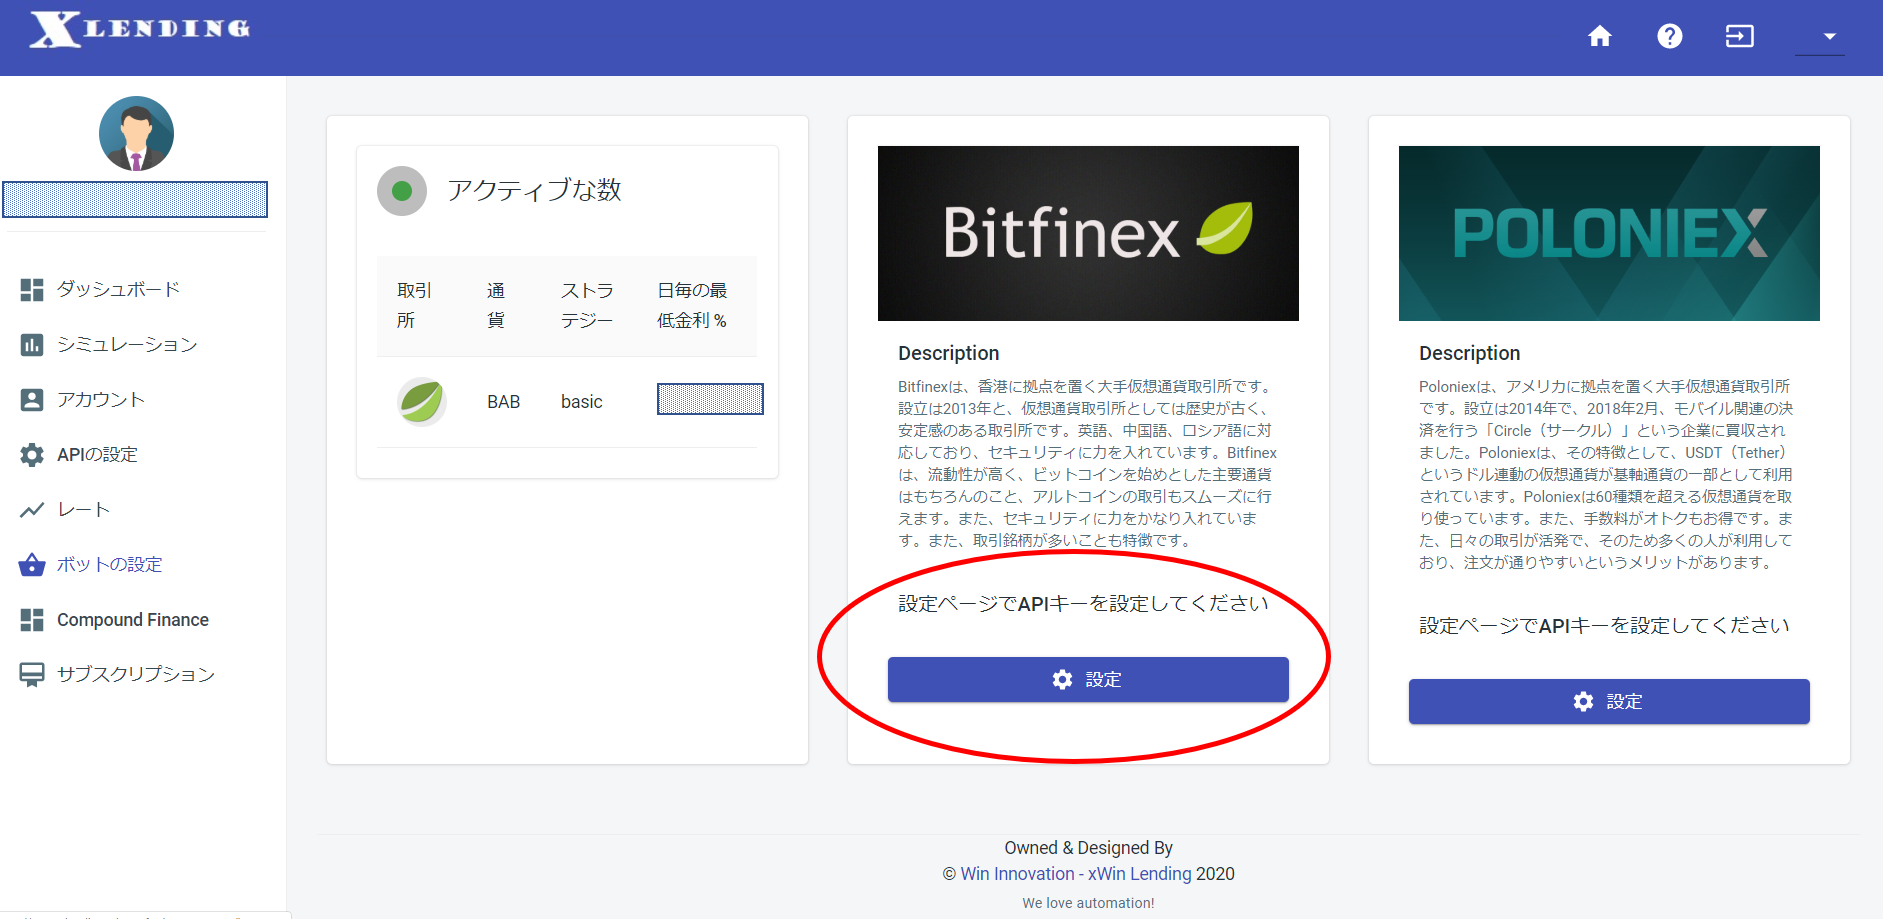 XLENDING
ダッシュボード
シミュレーション
アカウント
APIの設定
レート
ボットの設定
Compound Finance
サブスクリプション
アクティブな数
取引所
通貨
ストラテジー
日毎の最低金利 %
BAB
basic
Bitfinex
Description
Bitfinexは、香港に拠点を置く大手仮想通貨取引所です。
設立は2013年と、仮想通貨取引所としては歴史が古く、
安定感のある取引所です。英語、中国語、ロシア語に対
応しており、セキュリティに力を入れています。Bitfinex
は、流動性が高く、ビットコインを始めとした主要通貨
はもちろんのこと、アルトコインの取引もスムーズに行
えます。また、セキュリティに力をかなり入れていま
す。また、取引銘柄が多いことも特徴です。
設定ページでAPIキーを設定してください
設定
POLONIEX
Description
Poloniexは、アメリカに拠点を置く大手仮想通貨取引所
です。設立は2014年で、2018年2月、モバイル関連の決
済を行う「Circle（サークル）」という企業に買収され
ました。Poloniexは、その特徴として、USDT（Tether）
というドル連動の仮想通貨が基軸通貨の一部として利用
されています。Poloniexは60種類を超える仮想通貨を取
り使っています。また、手数料がオトクもお得です。ま
た、日々の取引が活発で、そのため多くの人が利用して
おり、注文が通りやすいというメリットがあります。
設定ページでAPIキーを設定してください
設定
Owned & Designed By
© Win Innovation - xWin Lending 2020
We love automation!